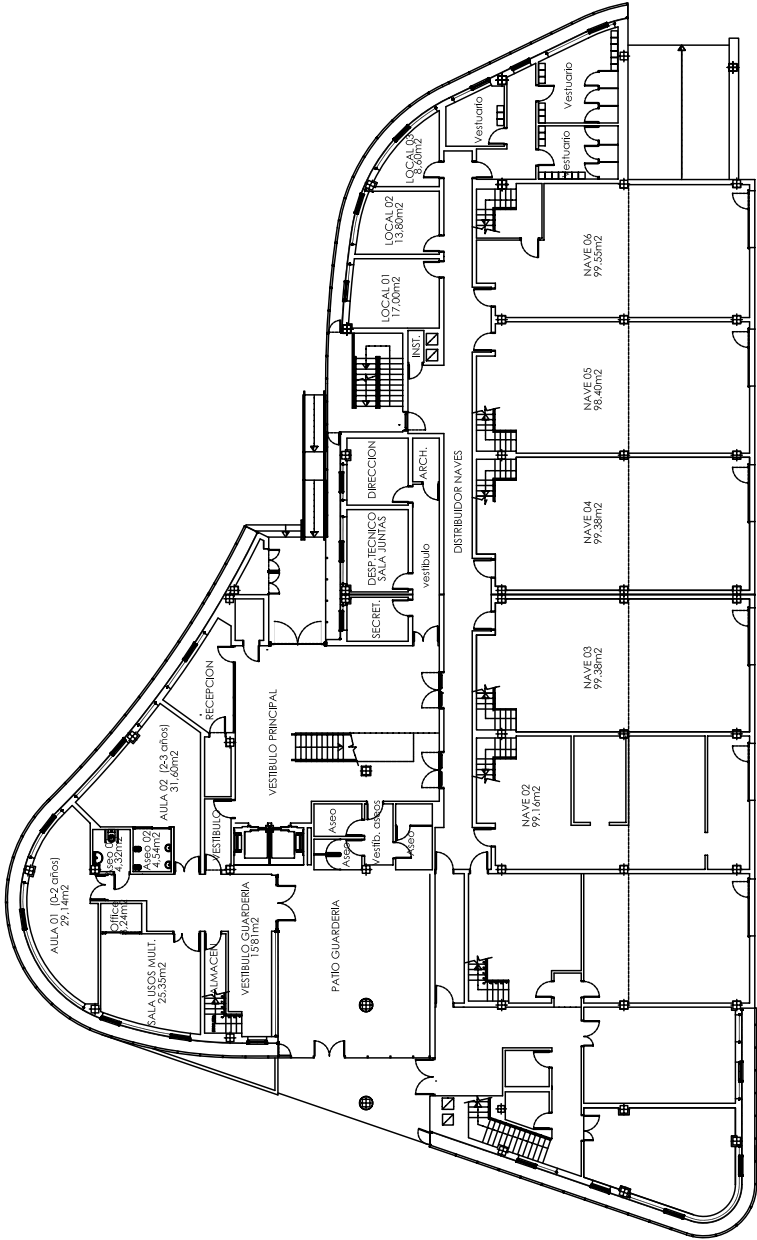 Vestuario
Vestuario
Vestuario
LOCAL 03
8.60m2
LOCAL 02
13.80m2
LOCAL 01
17.00m2
INST.
NAVE 06
99.55m2
NAVE 05
98.40m2
NAVE 04
99.38m2
NAVE 03
99.38m2
NAVE 02
99.16m2
DISTRIBUIDOR NAVES
DIRECCION
ARCH.
DESP.TECNICO
SALA JUNTAS
vestibulo
SECRET.
RECEPCION
VESTIBULO PRINCIPAL
AULA 02 (2-3 años)
31,60m2
VESTIBULO
Aseo
Aseo
Vestib. aseos
Aseo
Aseo
4,32m2
Aseo 02
4,54m2
AULA 01 (0-2 años)
29,14m2
Office
,24m2
SALA USOS MULT.
25,35m2
ALMACEN
VESTIBULO GUARDERIA
15'81m2
PATIO GUARDERIA